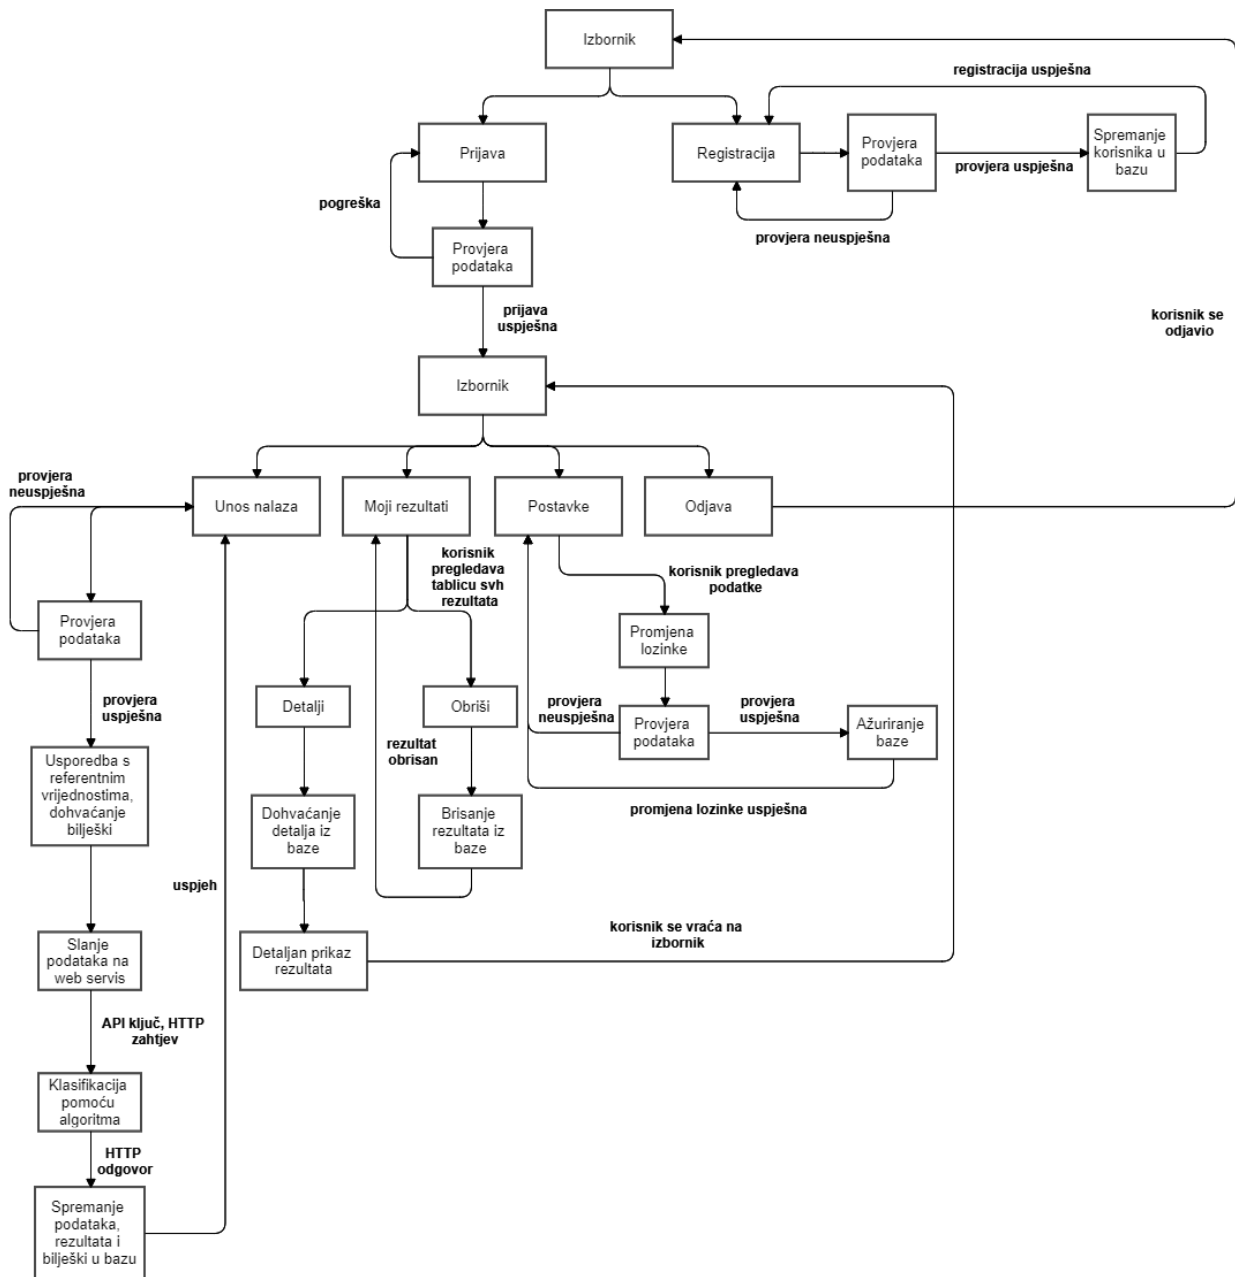 Izbornik
registracija uspješna
Prijava
Registracija
Provjera
podataka
provjera uspješna
Spremanje
korisnika u
bazu
pogreška
provjera neuspješna
Provjera
podataka
prijava
uspješna
korisnik se
odjavio
Izbornik
provjera
neuspješna
Unos nalaza
Moji rezultati
Postavke
Odjava
korisnik
pregledava
tablicu svh
rezultata
korisnik pregledava
podatke
Provjera
podataka
Promjena
lozinke
provjera
uspješna
Detalji
Obriši
provjera
neuspješna
Provjera
podataka
provjera
uspješna
Ažuriranje
baze
rezultat
obrisan
Usporedba s
referentnim
vrijednostima,
dohvaćanje
bilješki
Dohvaćanje
detalja iz
baze
Brisanje
rezultata iz
baze
promjena lozinke uspješna
uspjeh
Slanje
podataka na
web servis
Detaljan prikaz
rezultata
korisnik se vraća na
izbornik
API ključ, HTTP
zahtjev
Klasifikacija
pomoću
algoritma
HTTP
odgovor
Spremanje
podataka,
rezultata i
bilješki u bazu